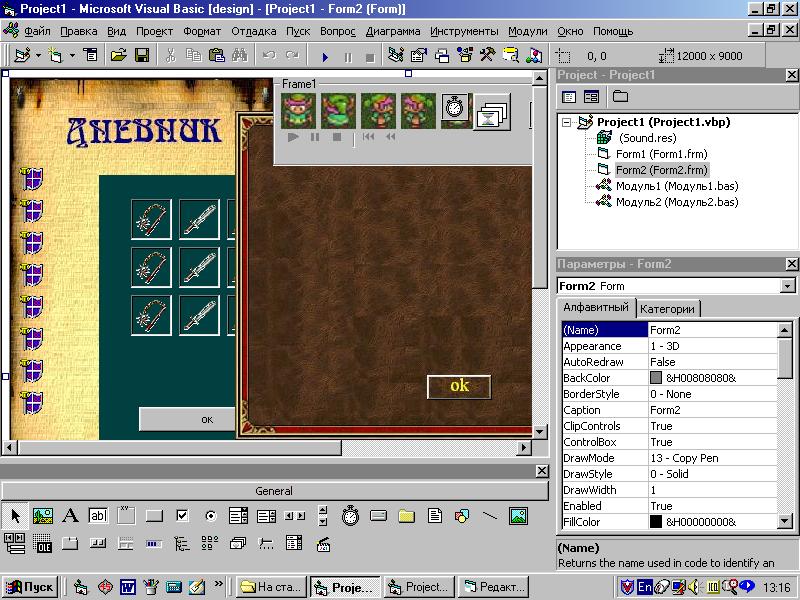 Project1 - Microsoft Visual Basic [design] - [Project1 - Form2 (Form)]
Файл Правка Вид Проект Формат Отладка Пуск Вопрос Диаграмма Инструменты Модули Окно Помощь
0, 0 12000 x 9000
Frame1
Дневник
ok
ок
Project - Project1
Project1 (Project1.vbp)
(Sound.res)
Form1 (Form1.frm)
Form2 (Form2.frm)
Модуль1 (Модуль1.bas)
Модуль2 (Модуль2.bas)
Параметры - Form2
Form2 Form
Алфавитный Категории
(Name) Form2
Appearance 1 - 3D
AutoRedraw False
BackColor &H00808080&
BorderStyle 0 - None
Caption Form2
ClipControls True
ControlBox True
DrawMode 13 - Copy Pen
DrawStyle 0 - Solid
DrawWidth 1
Enabled True
FillColor &H00000000&
(Name)
Returns the name used in code to identify an
General
A ab| xv
OLE
Пуск W » На ста... Proje... Project... Редакт... En 13:16